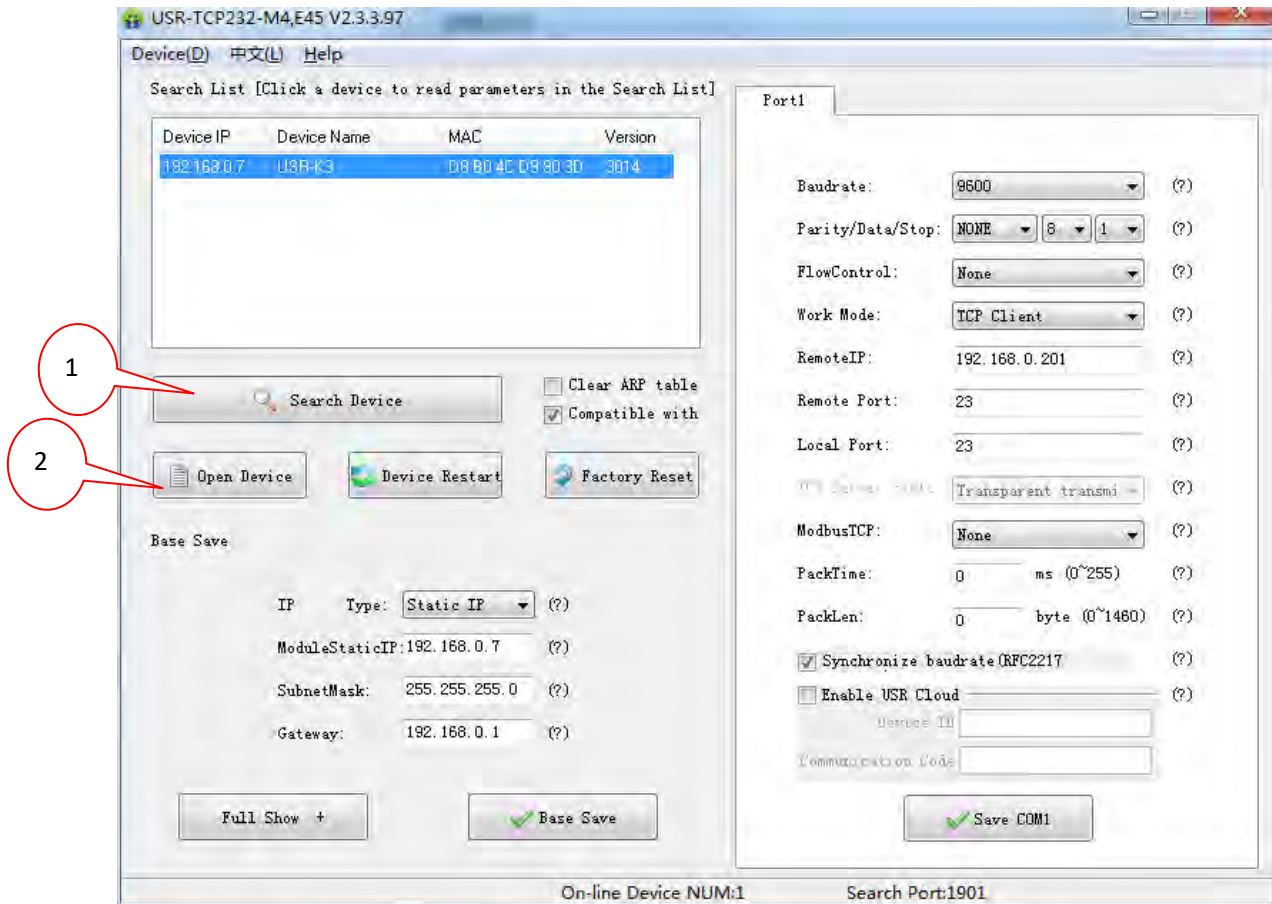 USR-TCP232-M4,E45 V2.3.3.97
Device(D) 中文(L) Help
Search List [Click a device to read parameters in the Search List]
Device IP Device Name MAC Version
192.168.0.7 USR-K3 D8 B0 4C D9 80 3D 3014
1
Search Device
Clear ARP table
Compatible with
2
Open Device
Device Restart
Factory Reset
Base Save
IP Type: Static IP (?)
ModuleStaticIP: 192.168.0.7 (?)
SubnetMask: 255.255.255.0 (?)
Gateway: 192.168.0.1 (?)
Full Show +
Base Save
Port1
Baudrate: 9600 (?)
Parity/Data/Stop: NONE 8 1 (?)
FlowControl: None (?)
Work Mode: TCP Client (?)
RemoteIP: 192.168.0.201 (?)
Remote Port: 23 (?)
Local Port: 23 (?)
Transparent transmi (?)
ModbusTCP: None (?)
PackTime: 0 ms (0~255) (?)
PackLen: 0 byte (0~1460) (?)
Synchronize baudrate(RFC2217 (?)
Enable USR Cloud (?)
Device ID
Communication Code
Save COM1
On-line Device NUM:1 Search Port:1901